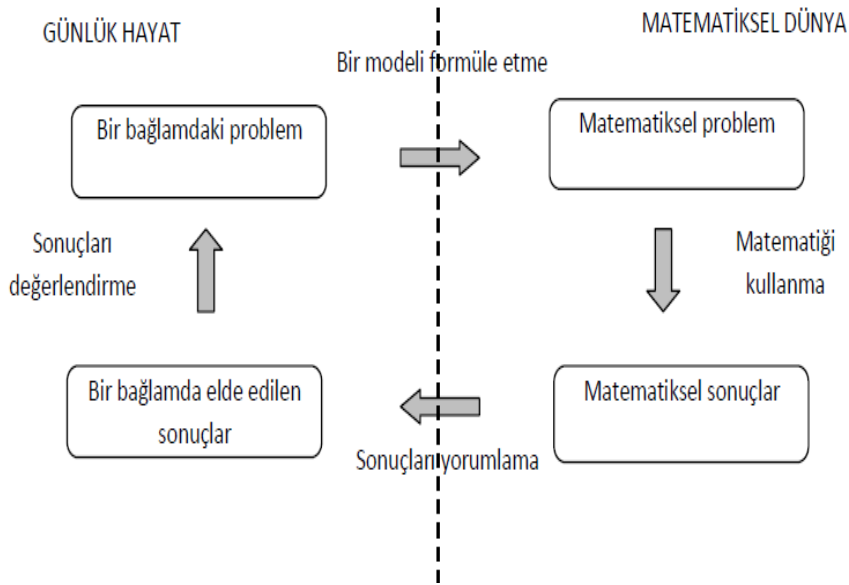 GÜNLÜK HAYAT
MATEMATİKSEL DÜNYA
Bir modeli formüle etme
Bir bağlamdaki problem
Matematiksel problem
Sonuçları
değerlendirme
Matematiği
kullanma
Bir bağlamda elde edilen
sonuçlar
Matematiksel sonuçlar
Sonuçları yorumlama